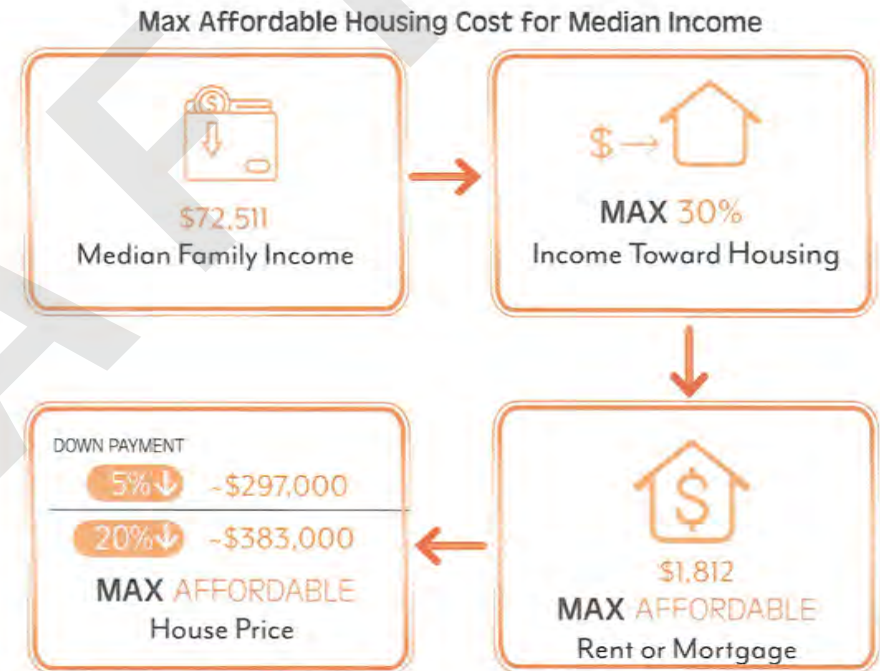 Max Affordable Housing Cost for Median Income
$
$72,511
Median Family Income
$
MAX 30%
Income Toward Housing
DOWN PAYMENT
5% ~$297,000
20% ~$383,000
MAX AFFORDABLE
House Price
$
$1,812
MAX AFFORDABLE
Rent or Mortgage